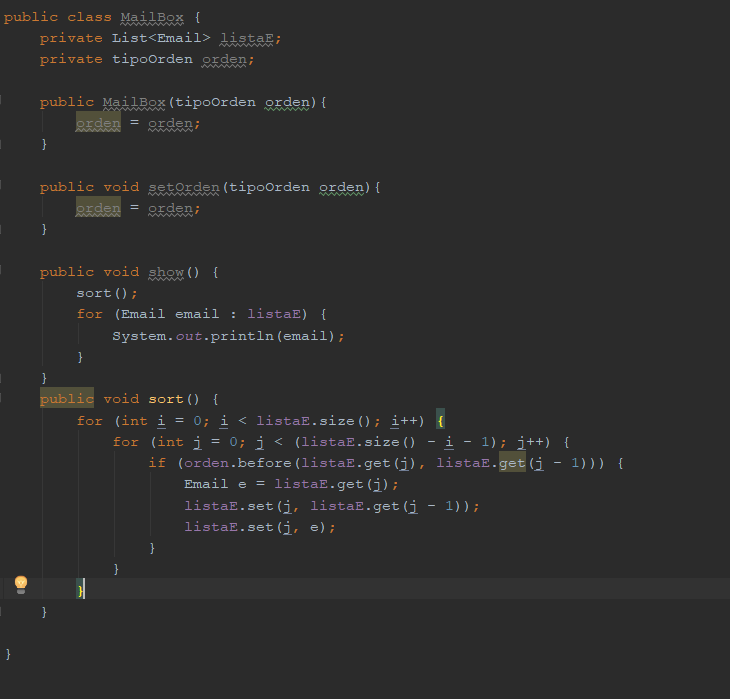 public class MailBox {
    private List<Email> listaE;
    private tipoOrden orden;

    public MailBox(tipoOrden orden){
        orden = orden;
    }

    public void setOrden(tipoOrden orden){
        orden = orden;
    }

    public void show() {
        sort();
        for (Email email : listaE) {
            System.out.println(email);
        }
    }
    public void sort() {
        for (int i = 0; i < listaE.size(); i++) {
            for (int j = 0; j < (listaE.size() - i - 1); j++) {
                if (orden.before(listaE.get(j), listaE.get(j - 1))) {
                    Email e = listaE.get(j);
                    listaE.set(j, listaE.get(j - 1));
                    listaE.set(j, e);
                }
            }
        }
    }

}